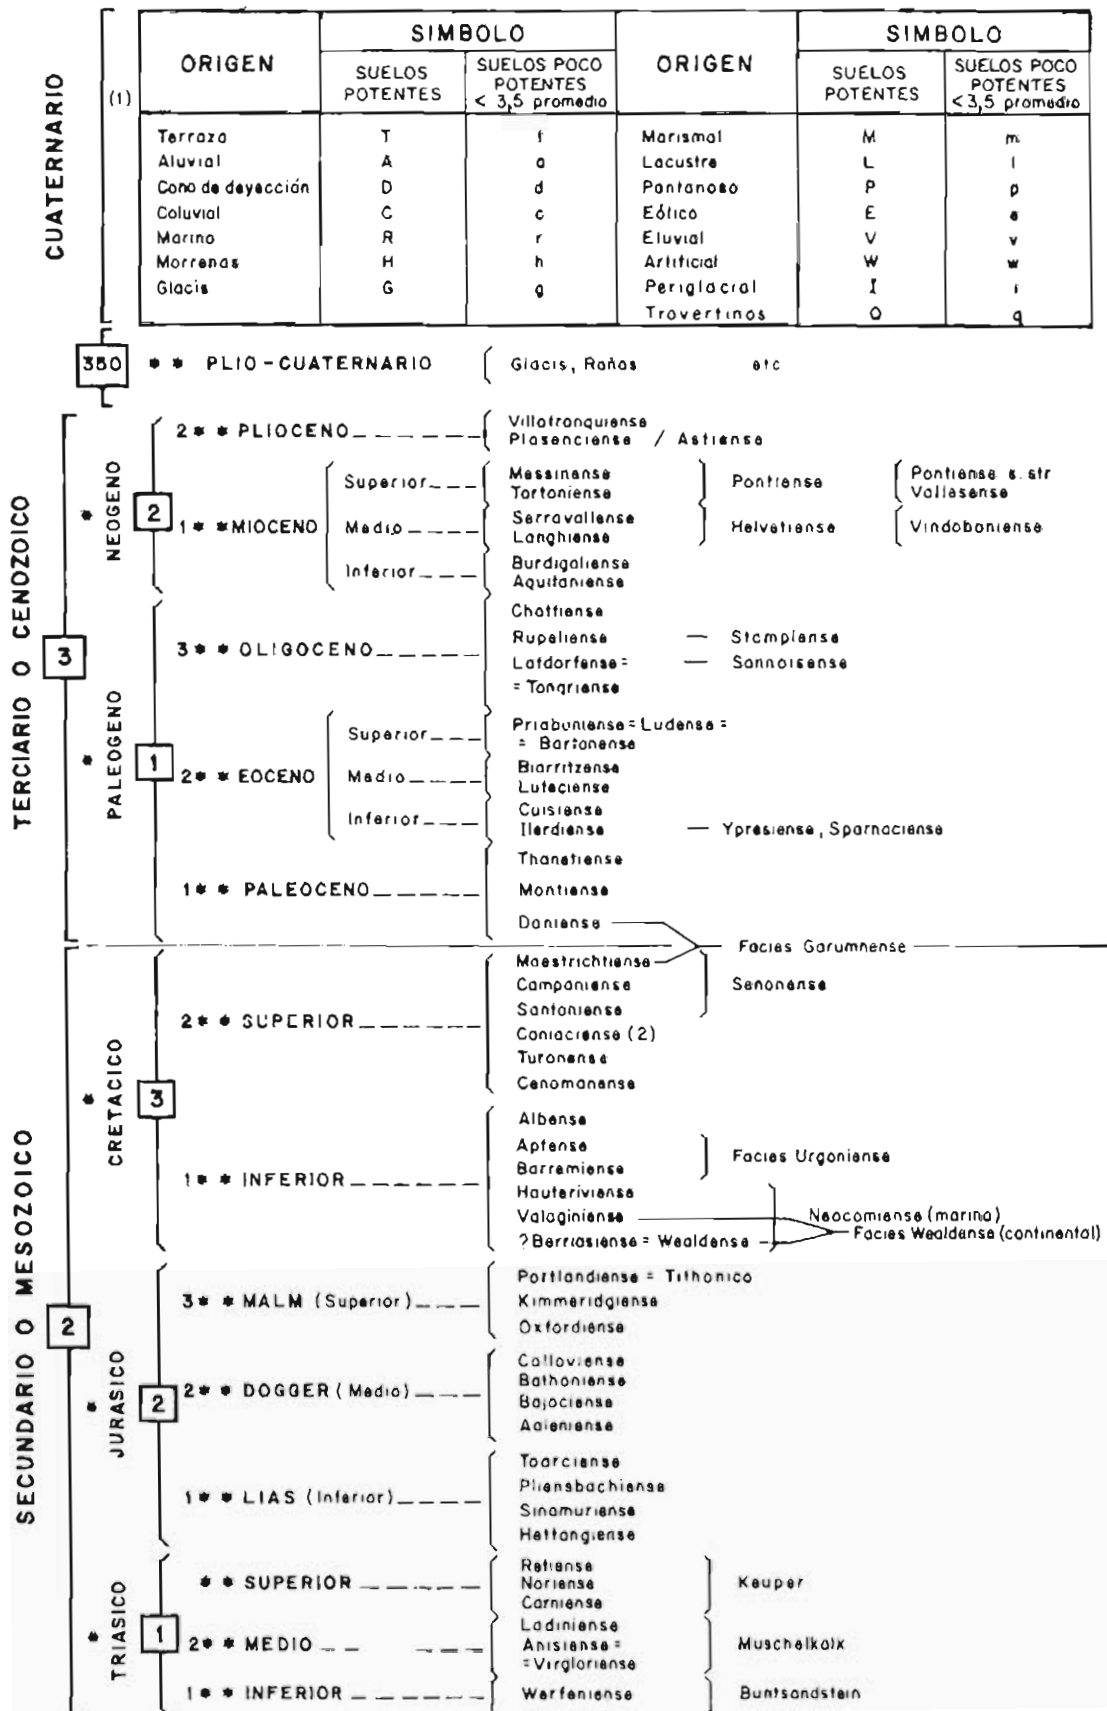 CUATERNARIO
(1)
ORIGEN
SIMBOLO
SUELOS POTENTES
SUELOS POCO POTENTES < 3,5 promedio
ORIGEN
SIMBOLO
SUELOS POTENTES
SUELOS POCO POTENTES < 3,5 promedio
Terraza T t Marismal M m
Aluvial A a Lacustre L l
Cono de deyección D d Pantanoso P p
Coluvial C c Eólico E e
Marino R r Eluvial V v
Morrenas H h Artificial W w
Glacis G g Periglacial I i
Travertinos O q
350 * * PLIO-CUATERNARIO Glacis, Rañas etc
TERCIARIO O CENOZOICO
3
* NEOGENO
2
2 * * PLIOCENO
Villafranquiense
Plasenciense / Astiense
1 * * MIOCENO
Superior
Messinense
Tortoniense
Pontiense
Pontiense s. str
Vallesense
Medio
Serravallense
Langhiense
Helvetiense
Vindoboniense
Inferior
Burdigaliense
Aquitaniense
* PALEOGENO
1
3 * * OLIGOCENO
Chattiense
Rupeliense — Stampiense
Latdorfense = — Sannoisense
= Tongriense
2 * * EOCENO
Superior
Priaboniense = Ludense =
= Bartonense
Medio
Biarritzense
Luteciense
Inferior
Cuisiense
Ilerdiense — Ypresiense, Sparnaciense
1 * * PALEOCENO
Thanetiense
Montiense
Daniense
Facies Garumnense
SECUNDARIO O MESOZOICO
2
* CRETACICO
3
2 * * SUPERIOR
Maestrichtiense
Campaniense
Santoniense
Senonense
Coniaciense (2)
Turonense
Cenomanense
1 * * INFERIOR
Albense
Aptense
Barremiense
Facies Urgoniense
Hauteriviense
Valaginiense
? Berriasiense = Wealdense
Neocomiense (marina)
Facies Wealdense (continental)
* JURASICO
2
3 * * MALM (Superior)
Portlandiense = Tithonico
Kimmeridgiense
Oxfordiense
2 * * DOGGER (Medio)
Calloviense
Bathoniense
Bajociense
Aaleniense
1 * * LIAS (Inferior)
Toarciense
Pliensbachiense
Sinamuriense
Hettangiense
* TRIASICO
1
* * SUPERIOR
Retiense
Noriense
Carniense
Keuper
2 * * MEDIO
Ladiniense
Anisiense =
= Virgloriense
Muschelkalk
1 * * INFERIOR
Werfeniense
Buntsandstein